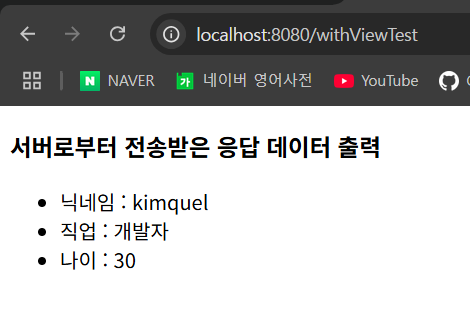 localhost:8080/withViewTest
NAVER 네이버 영어사전 YouTube
서버로부터 전송받은 응답 데이터 출력
닉네임 : kimquel
직업 : 개발자
나이 : 30